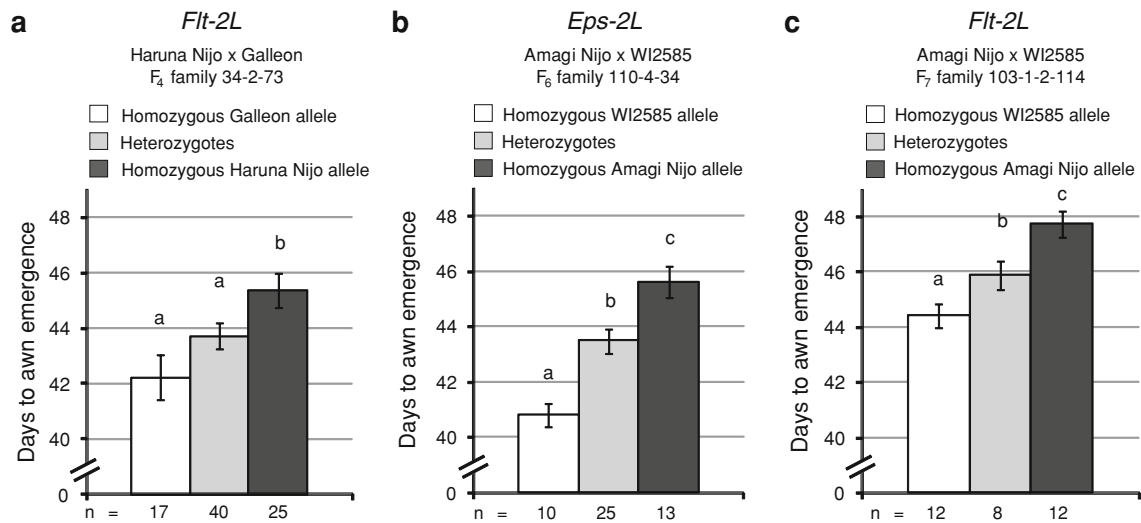 a
Flt-2L
Haruna Nijo x Galleon
F4 family 34-2-73
Homozygous Galleon allele
Heterozygotes
Homozygous Haruna Nijo allele
Days to awn emergence
48
46
44
42
40
0
a
a
b
n = 17 40 25
b
Eps-2L
Amagi Nijo x WI2585
F6 family 110-4-34
Homozygous WI2585 allele
Heterozygotes
Homozygous Amagi Nijo allele
Days to awn emergence
48
46
44
42
40
0
a
b
c
n = 10 25 13
c
Flt-2L
Amagi Nijo x WI2585
F7 family 103-1-2-114
Homozygous WI2585 allele
Heterozygotes
Homozygous Amagi Nijo allele
Days to awn emergence
48
46
44
42
40
0
a
b
c
n = 12 8 12